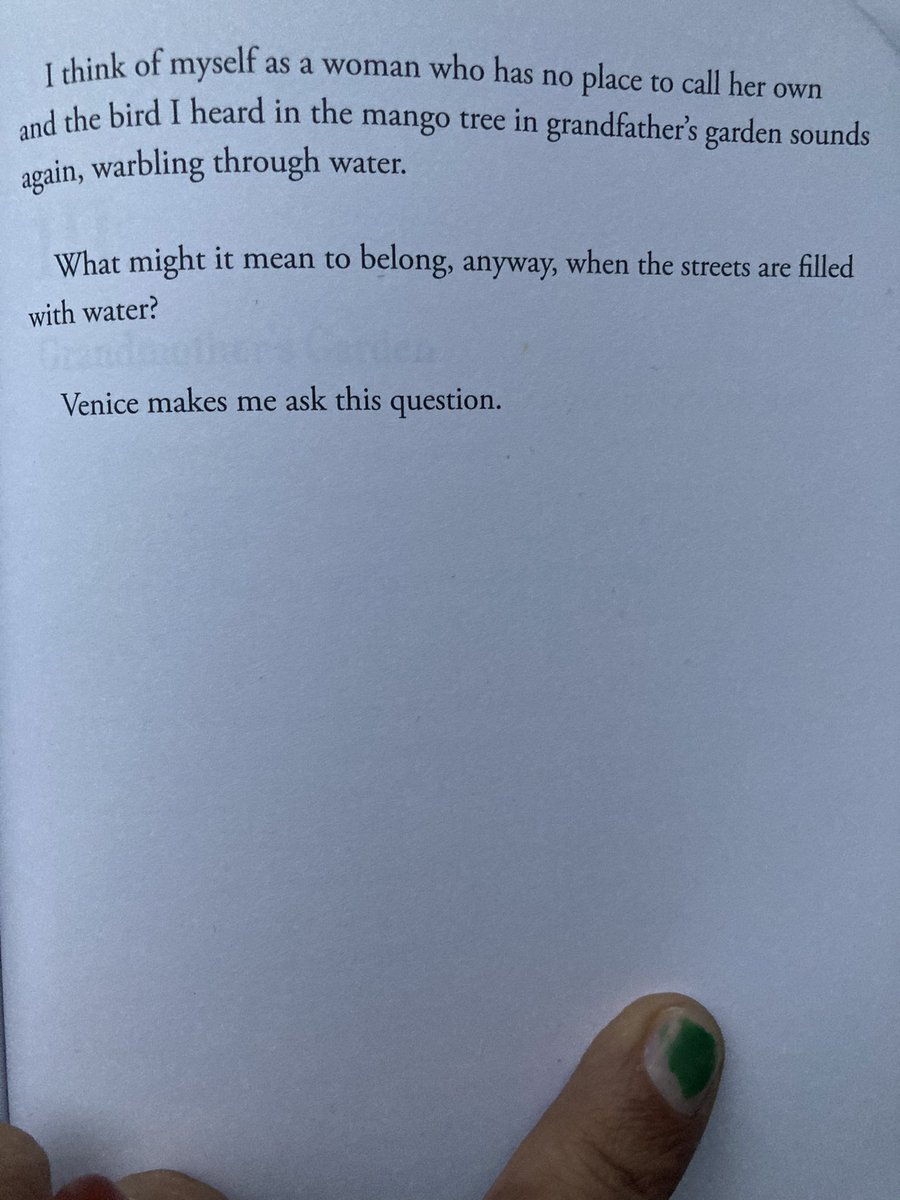 I think of myself as a woman who has no place to call her own
and the bird I heard in the mango tree in grandfather's garden sounds
again, warbling through water.
What might it mean to belong, anyway, when the streets are filled
with water?
Grandmother's Garden
Venice makes me ask this question.